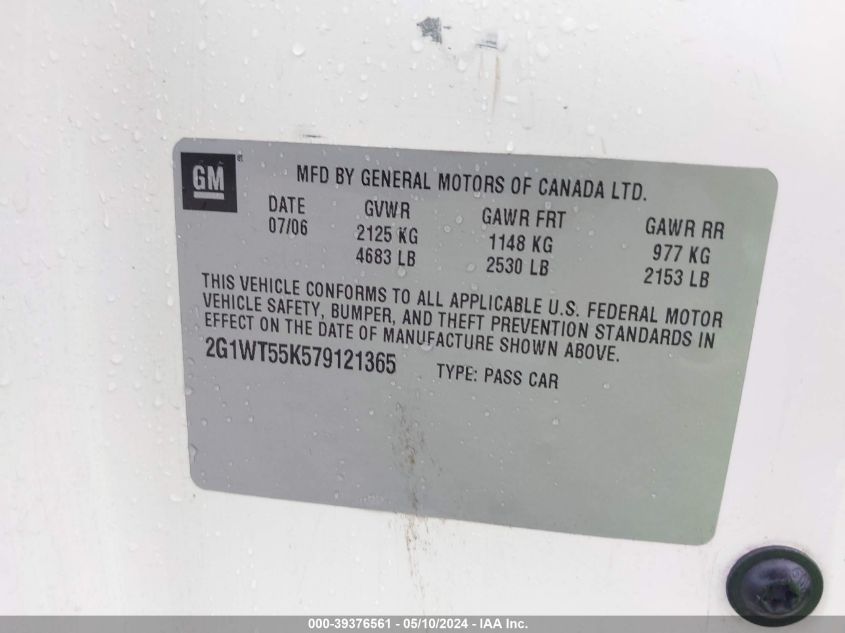 GM
MFD BY GENERAL MOTORS OF CANADA LTD.
DATE GVWR GAWR FRT GAWR RR
07/06 2125 KG 1148 KG 977 KG
4683 LB 2530 LB 2153 LB
THIS VEHICLE CONFORMS TO ALL APPLICABLE U.S. FEDERAL MOTOR
VEHICLE SAFETY, BUMPER, AND THEFT PREVENTION STANDARDS IN
EFFECT ON THE DATE OF MANUFACTURE SHOWN ABOVE.
2G1WT55K579121365 TYPE: PASS CAR
000-39376561 - 05/10/2024 - IAA Inc.